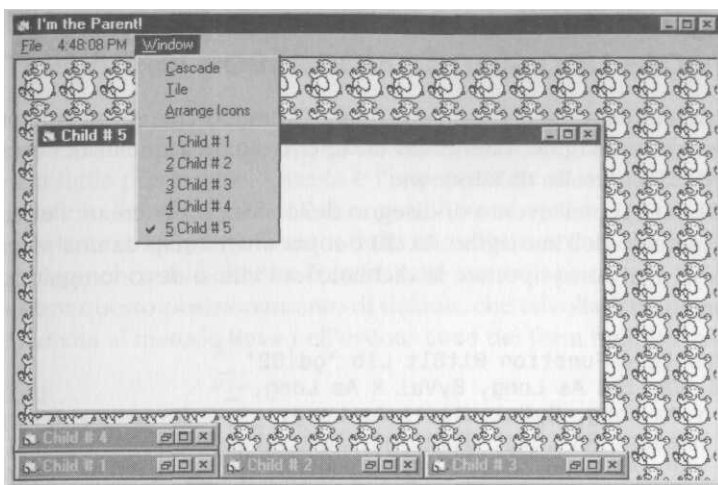 I'm the Parent!
File 4:48:08 PM Window
Cascade
Tile
Arrange Icons
1 Child # 1
2 Child # 2
3 Child # 3
4 Child # 4
5 Child # 5
Child # 5
Child # 4
Child # 1
Child # 2
Child # 3